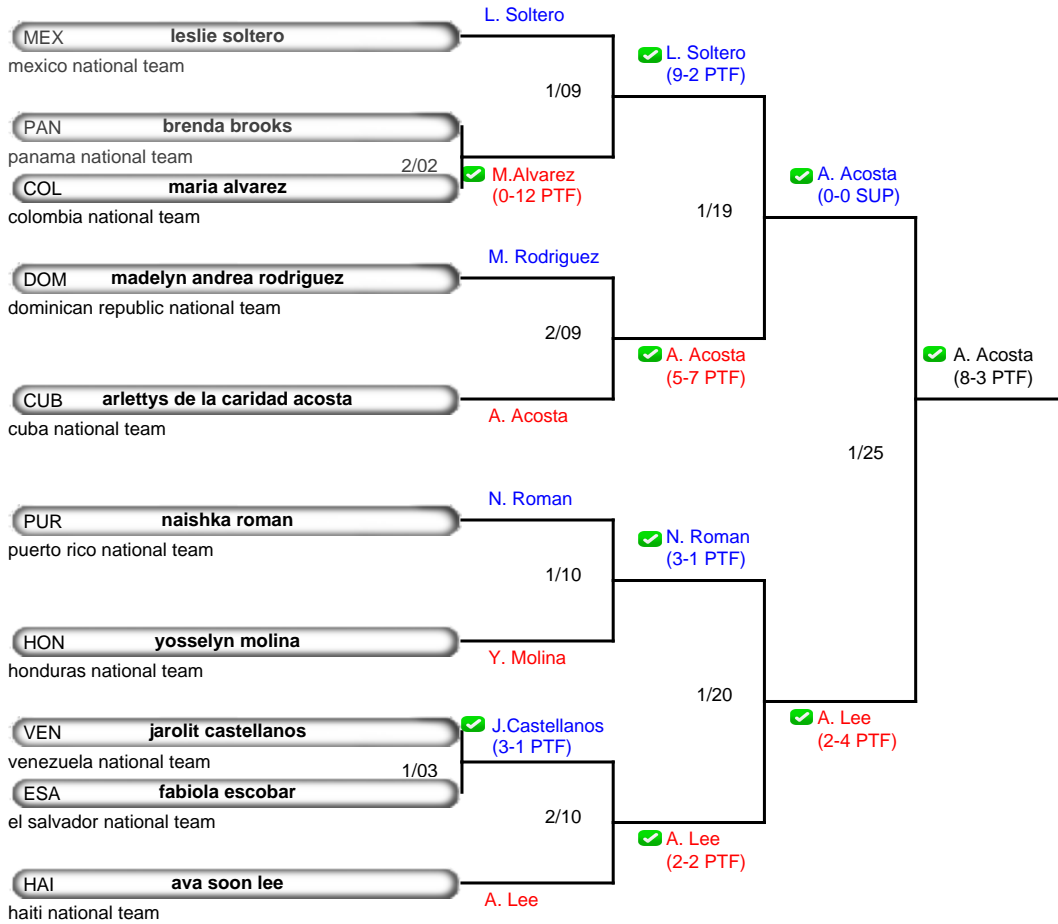 L. Soltero
MEX leslie soltero
mexico national team
L. Soltero
(9-2 PTF)
1/09
PAN brenda brooks
panama national team
2/02
COL maria alvarez
colombia national team
M.Alvarez
(0-12 PTF)
1/19
A. Acosta
(0-0 SUP)
M. Rodriguez
DOM madelyn andrea rodriguez
dominican republic national team
2/09
A. Acosta
(5-7 PTF)
A. Acosta
(8-3 PTF)
CUB arlettys de la caridad acosta
cuba national team
A. Acosta
1/25
N. Roman
PUR naishka roman
puerto rico national team
N. Roman
(3-1 PTF)
1/10
HON yosselyn molina
honduras national team
Y. Molina
1/20
A. Lee
(2-4 PTF)
VEN jarolit castellanos
venezuela national team
J.Castellanos
(3-1 PTF)
1/03
ESA fabiola escobar
el salvador national team
2/10
A. Lee
(2-2 PTF)
HAI ava soon lee
haiti national team
A. Lee